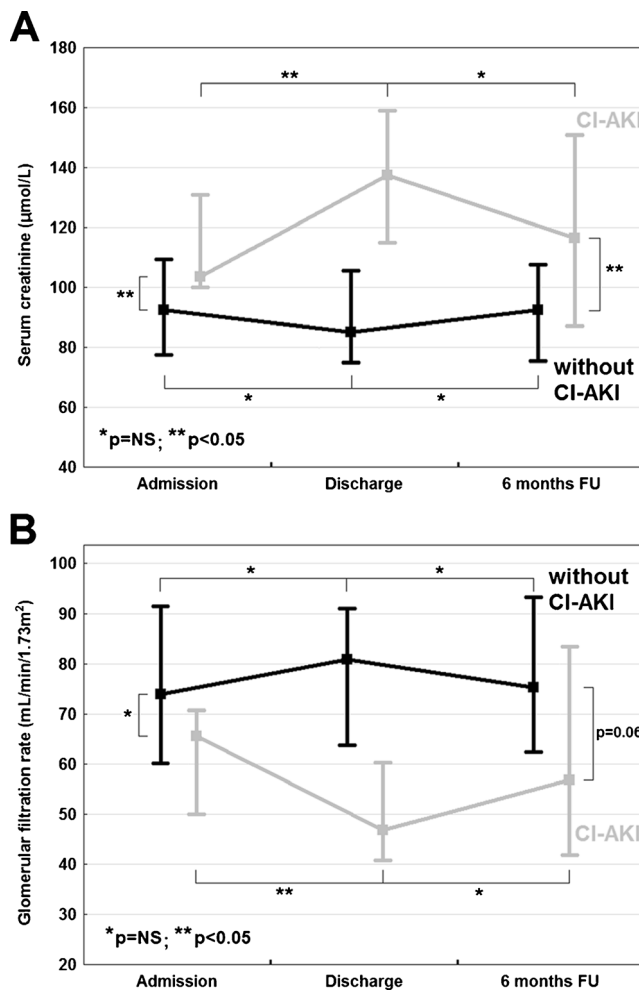 A
180
160
140
120
100
80
60
40
Serum creatinine (µmol/L)
** *
CI-AKI
** **
without
CI-AKI
* *
*p=NS; **p<0.05
Admission Discharge 6 months FU
B
100
90
80
70
60
50
40
30
20
Glomerular filtration rate (mL/min/1.73m²)
* *
without
CI-AKI
*
p=0.06
CI-AKI
** *
*p=NS; **p<0.05
Admission Discharge 6 months FU